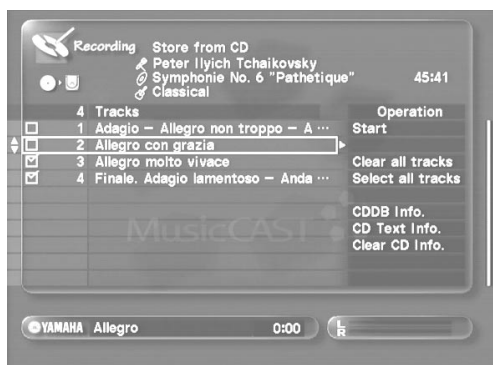 Recording Store from CD
Peter Ilyich Tchaikovsky
Symphonie No. 6 "Pathetique" 45:41
Classical
4 Tracks Operation
1 Adagio – Allegro non troppo – A ··· Start
2 Allegro con grazia
3 Allegro molto vivace Clear all tracks
4 Finale. Adagio lamentoso – Anda ··· Select all tracks
CDDB Info.
MusicCAST CD Text Info.
Clear CD Info.
YAMAHA Allegro 0:00 L
R